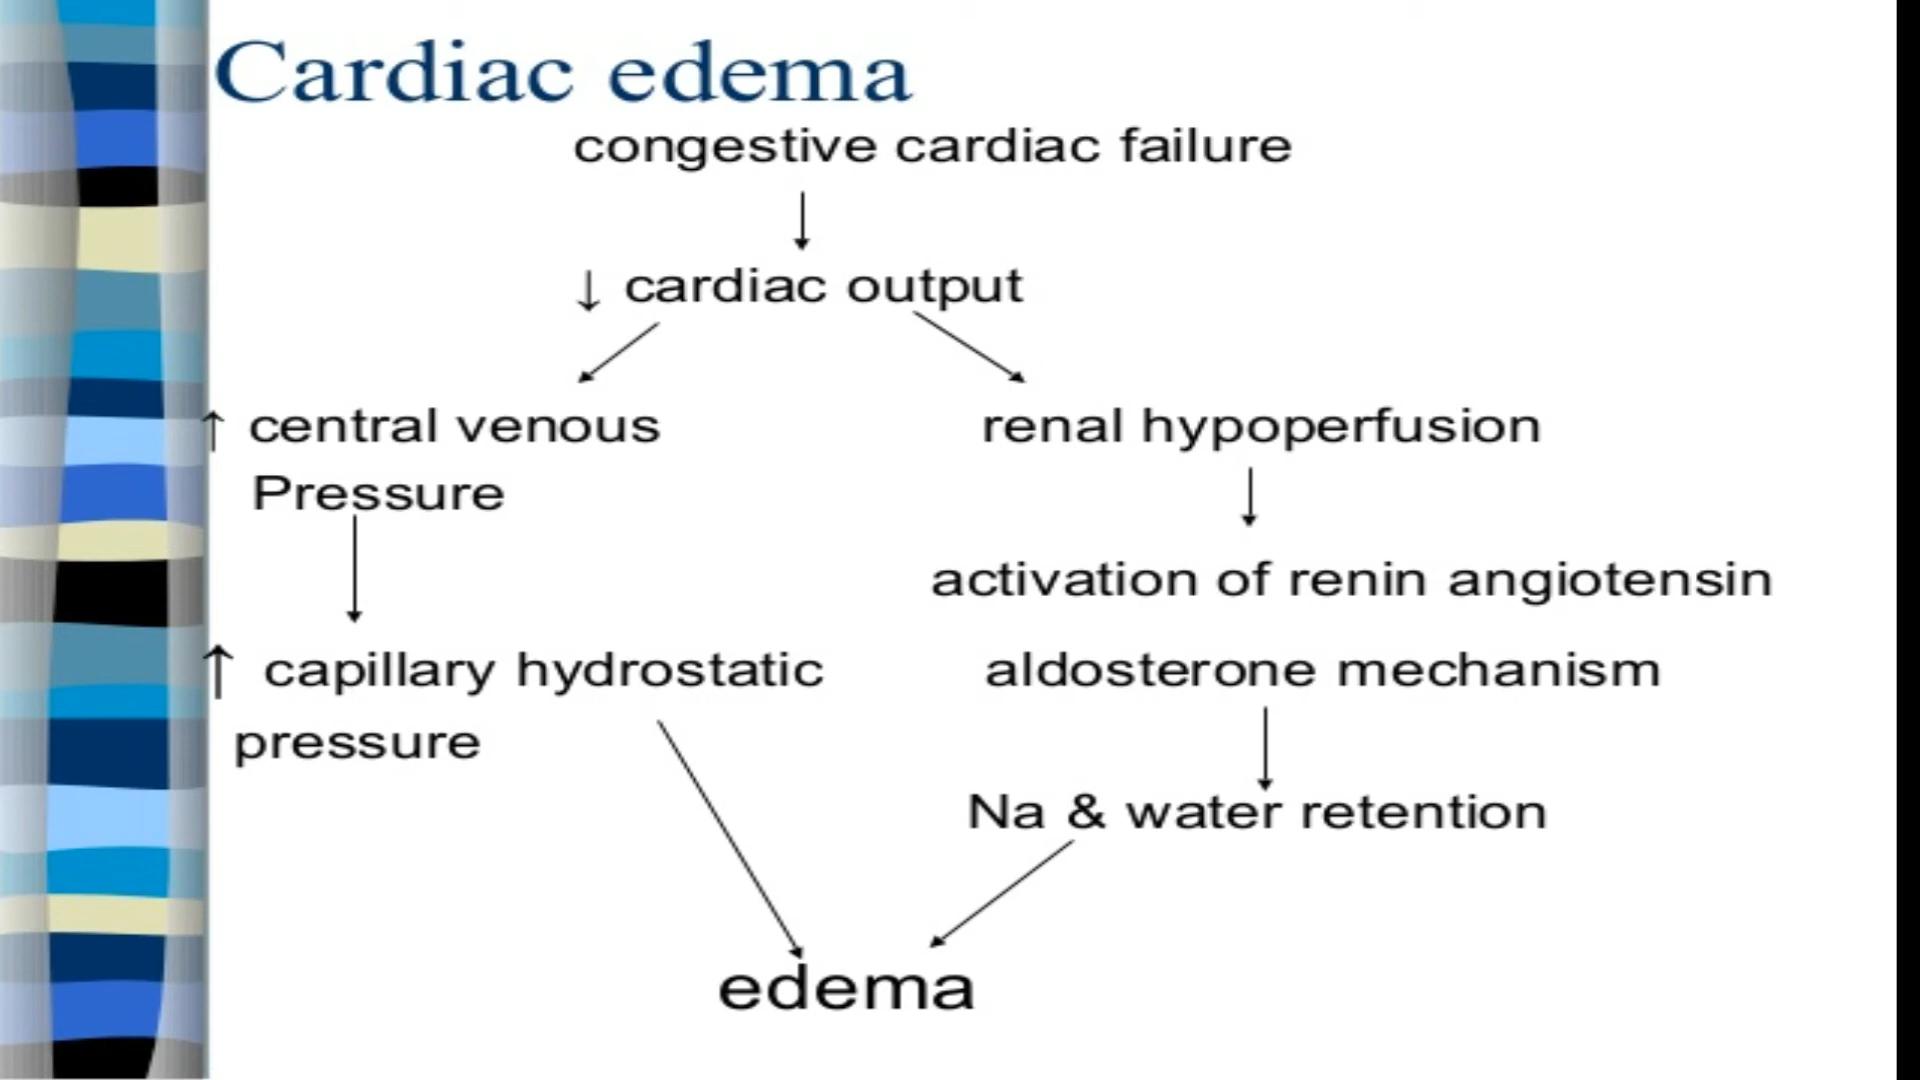 Cardiac edema
congestive cardiac failure
↓ cardiac output
↑ central venous
Pressure
renal hypoperfusion
activation of renin angiotensin
↑ capillary hydrostatic
pressure
aldosterone mechanism
Na & water retention
edema